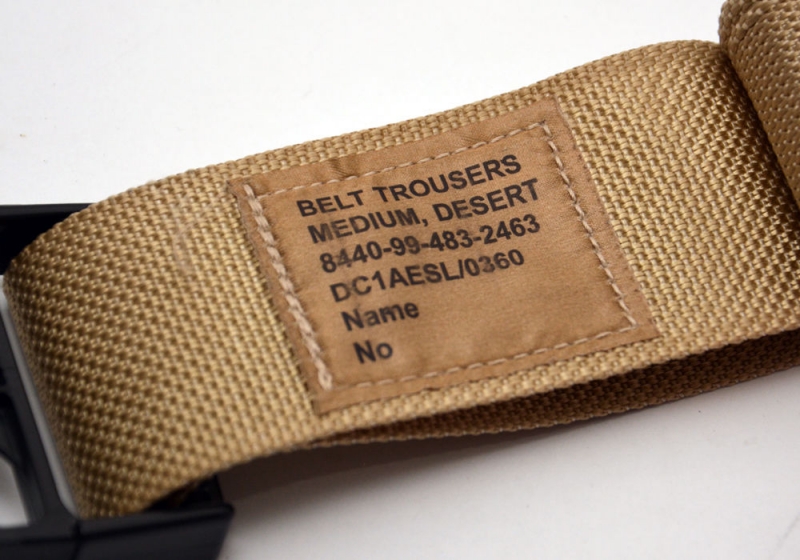 BELT TROUSERS
MEDIUM, DESERT
8440-99-483-2463
DC1AESL/0360
Name
No